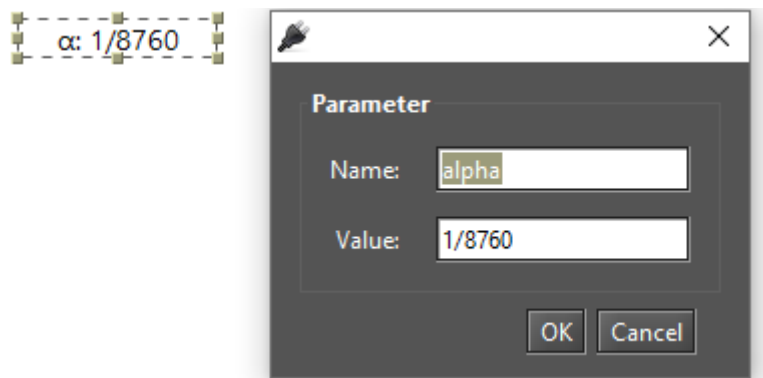 α: 1/8760
Parameter
Name: alpha
Value: 1/8760
OK Cancel